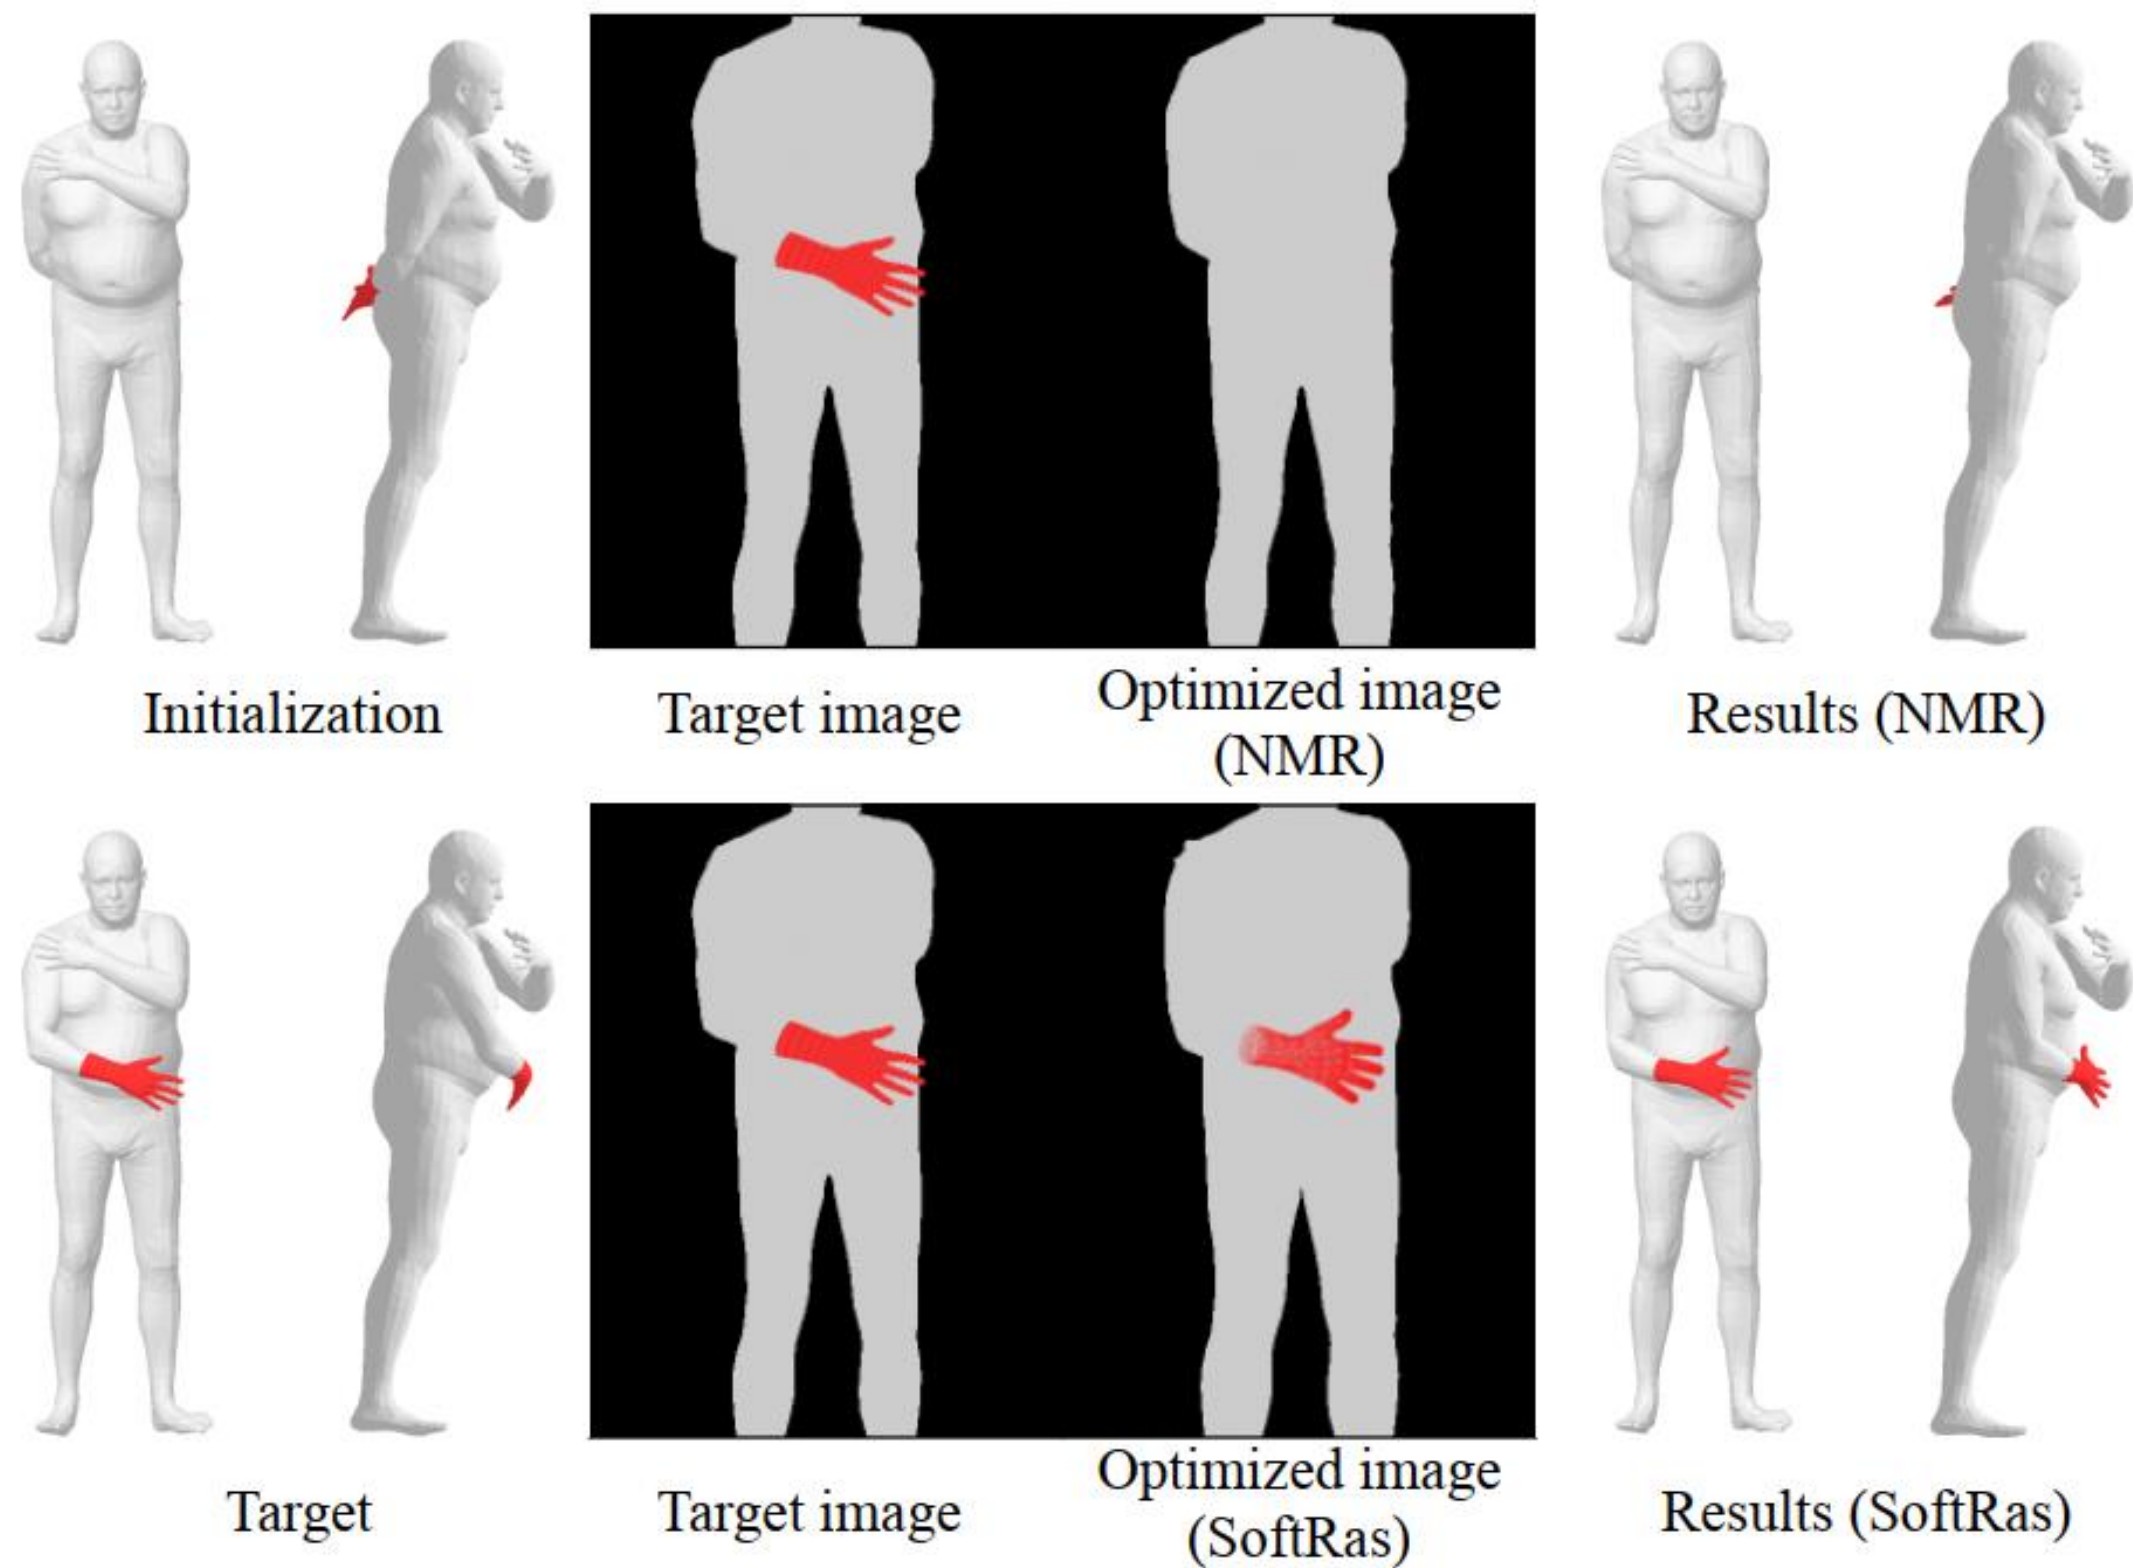 Initialization
Target image
Optimized image
(NMR)
Results (NMR)
Target
Target image
Optimized image
(SoftRas)
Results (SoftRas)